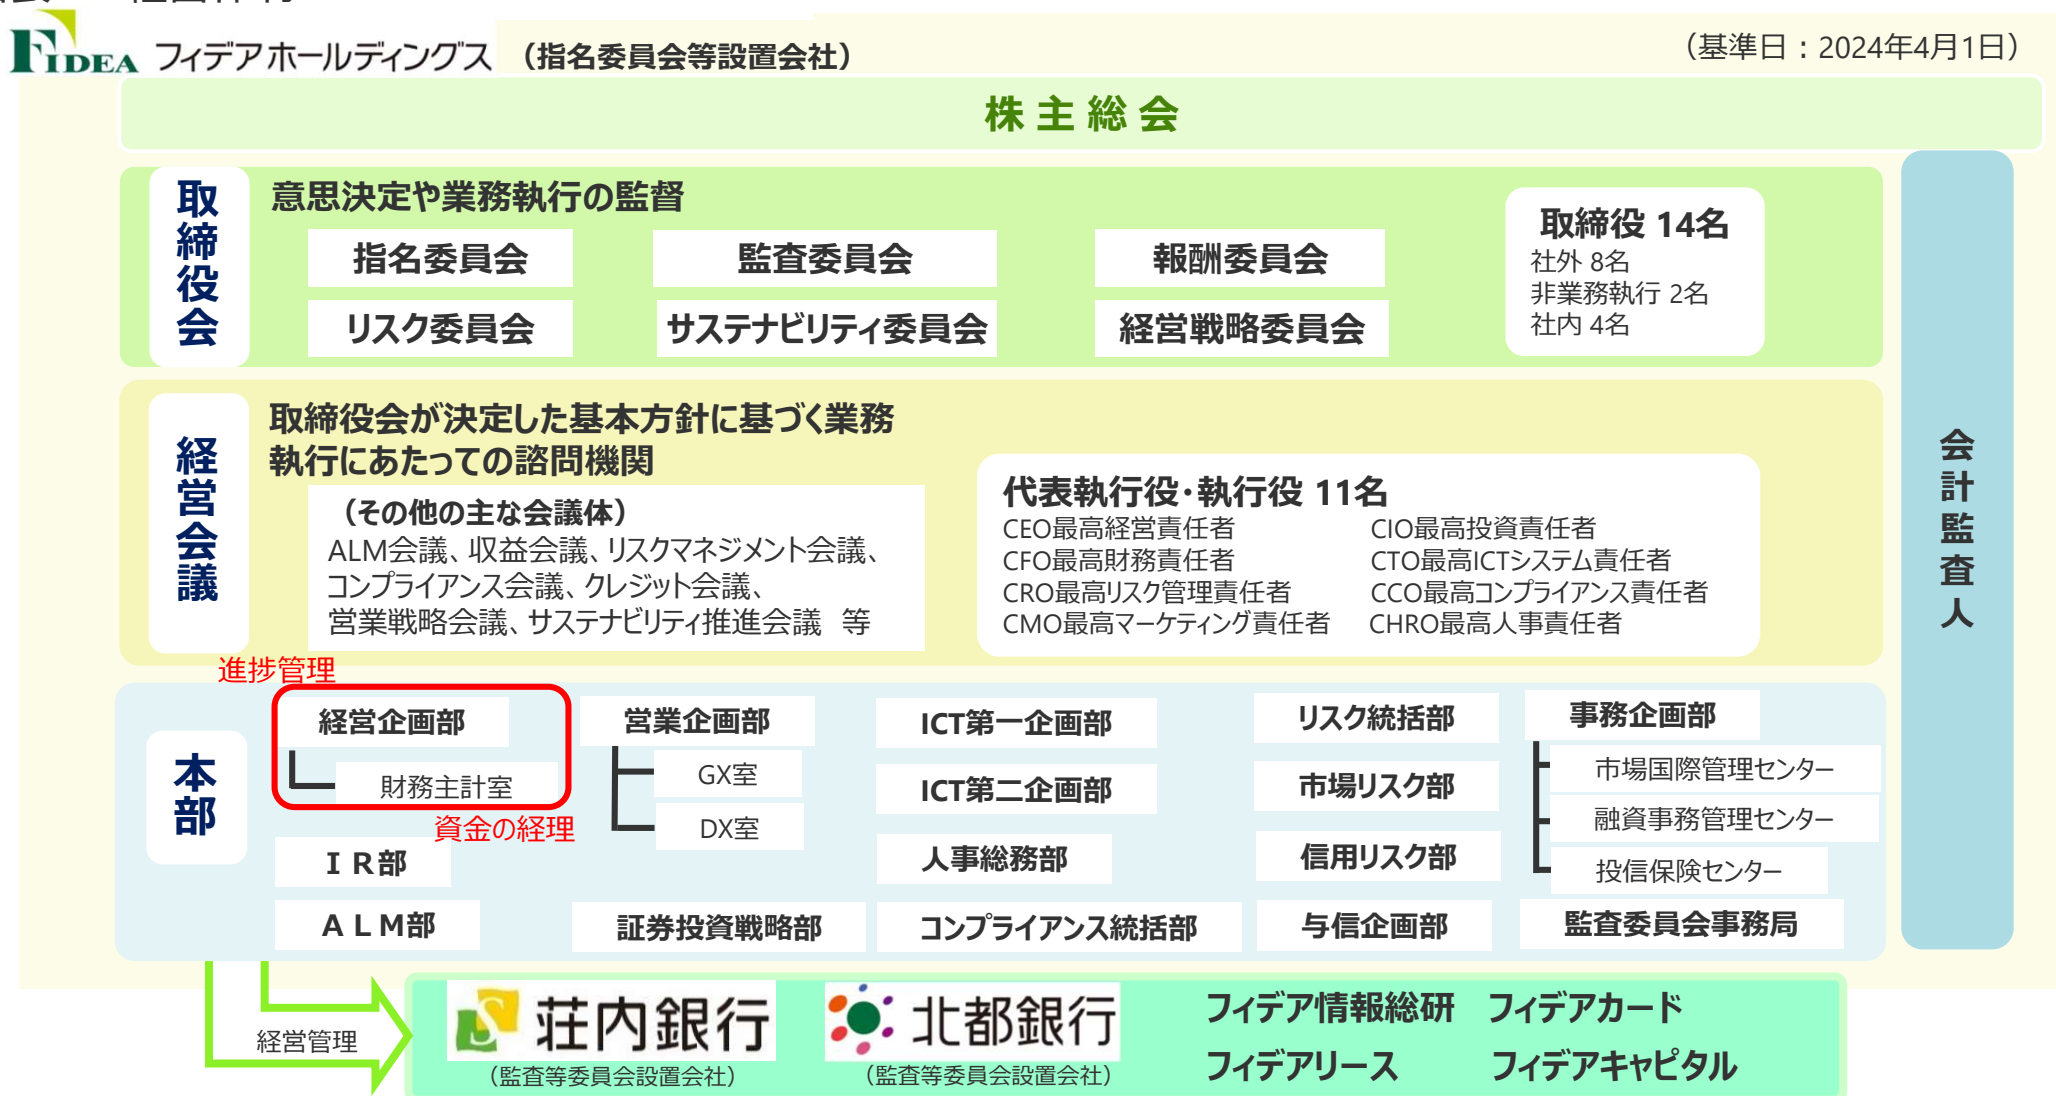 FIDEA フィデアホールディングス （指名委員会等設置会社）
（基準日：2024年4月1日）
株主総会
取締役会
意思決定や業務執行の監督
指名委員会
監査委員会
報酬委員会
リスク委員会
サステナビリティ委員会
経営戦略委員会
取締役 14名
社外 8名
非業務執行 2名
社内 4名
会計監査人
経営会議
取締役会が決定した基本方針に基づく業務
執行にあたっての諮問機関
（その他の主な会議体）
ALM会議、収益会議、リスクマネジメント会議、
コンプライアンス会議、クレジット会議、
営業戦略会議、サステナビリティ推進会議 等
代表執行役・執行役 11名
CEO最高経営責任者
CIO最高投資責任者
CFO最高財務責任者
CTO最高ICTシステム責任者
CRO最高リスク管理責任者
CCO最高コンプライアンス責任者
CMO最高マーケティング責任者
CHRO最高人事責任者
進捗管理
本部
経営企画部
財務主計室
資金の経理
ＩＲ部
ＡＬＭ部
営業企画部
GX室
DX室
証券投資戦略部
ICT第一企画部
ICT第二企画部
人事総務部
コンプライアンス統括部
リスク統括部
市場リスク部
信用リスク部
与信企画部
事務企画部
市場国際管理センター
融資事務管理センター
投信保険センター
監査委員会事務局
経営管理
荘内銀行
（監査等委員会設置会社）
北都銀行
（監査等委員会設置会社）
フィデア情報総研 フィデアカード
フィデアリース フィデアキャピタル